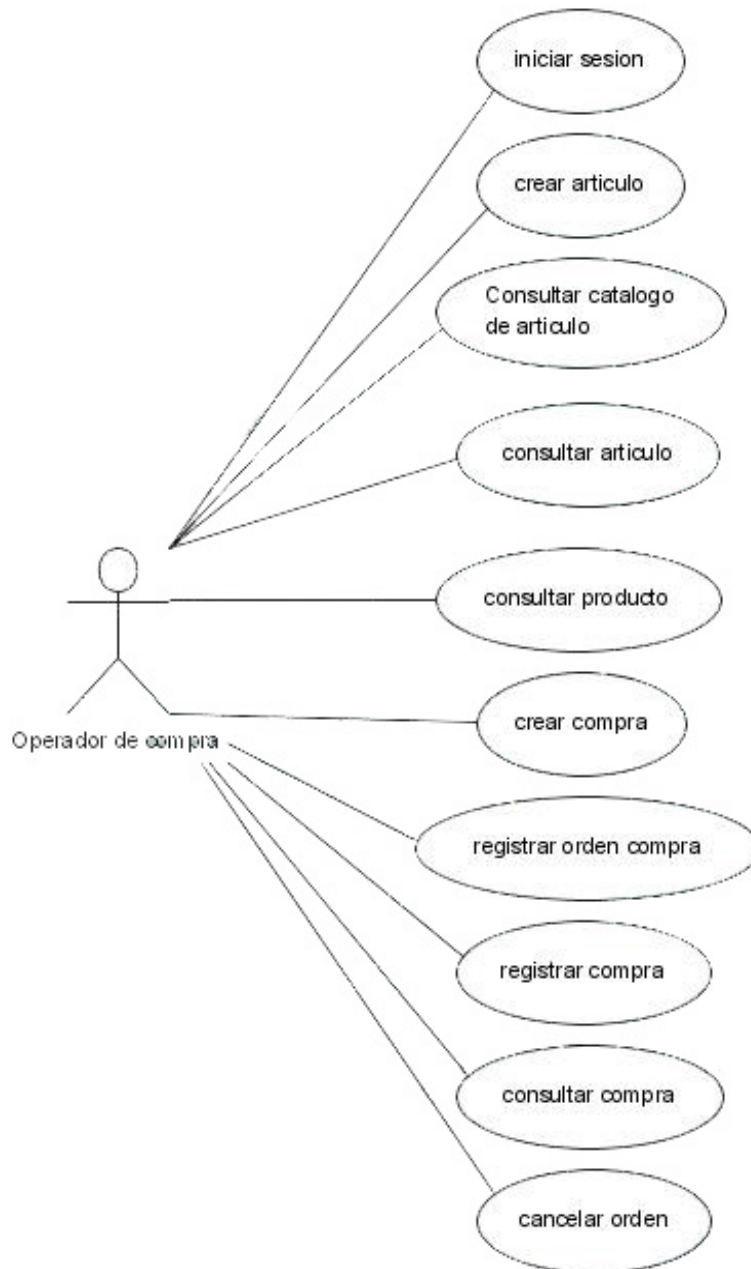 iniciar sesion
crear articulo
Consultar catalogo
de articulo
consultar articulo
consultar producto
crear compra
Operador de compra
registrar orden compra
registrar compra
consultar compra
cancelar orden